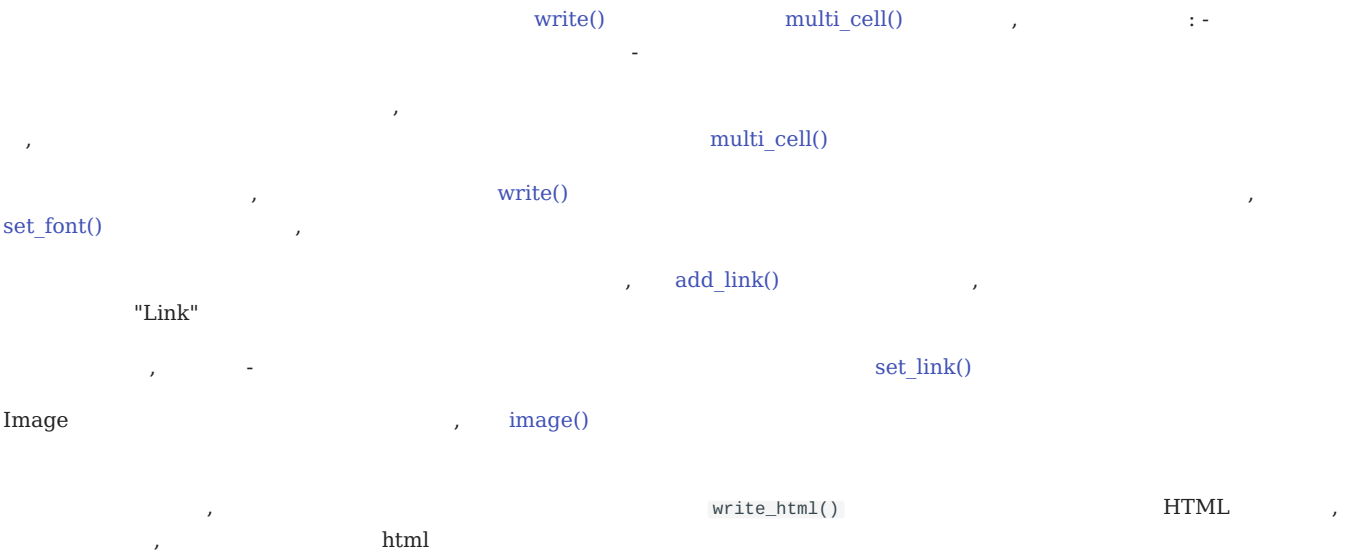 write() multi_cell() , : -
-
,
, multi_cell()
, write() ,
set_font() ,
, add_link() ,
"Link"
, - set_link()
Image , image()
, write_html() HTML ,
, html